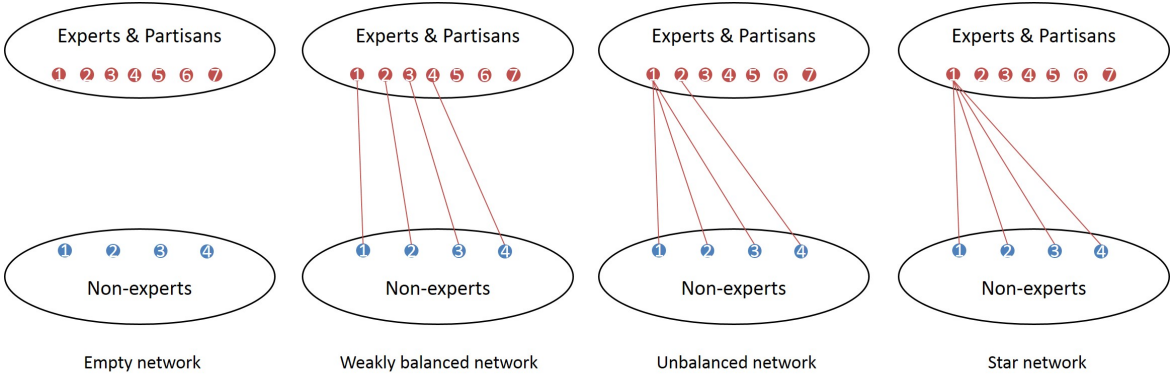 Experts & Partisans Experts & Partisans Experts & Partisans Experts & Partisans
1 2 3 4 5 6 7 1 2 3 4 5 6 7 1 2 3 4 5 6 7 1 2 3 4 5 6 7
1 2 3 4 1 2 3 4 1 2 3 4 1 2 3 4
Non-experts Non-experts Non-experts Non-experts
Empty network Weakly balanced network Unbalanced network Star network